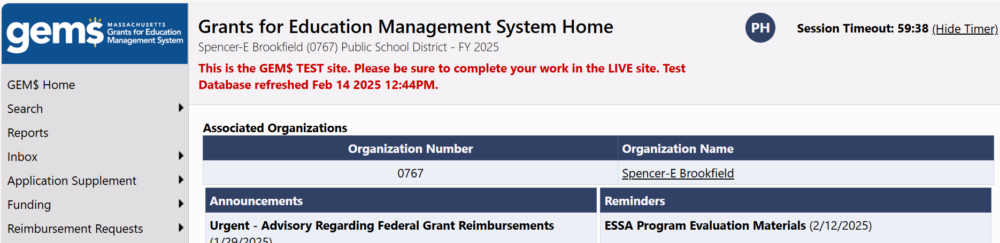 gem$ MASSACHUSETTS
Grants for Education
Management System
Grants for Education Management System Home
PH
Session Timeout: 59:38 (Hide Timer)
Spencer-E Brookfield (0767) Public School District - FY 2025
This is the GEM$ TEST site. Please be sure to complete your work in the LIVE site. Test
Database refreshed Feb 14 2025 12:44PM.
GEM$ Home
Search
Reports
Inbox
Application Supplement
Funding
Reimbursement Requests
Associated Organizations
Organization Number Organization Name
0767 Spencer-E Brookfield
Announcements
Urgent - Advisory Regarding Federal Grant Reimbursements
(1/29/2025)
Reminders
ESSA Program Evaluation Materials (2/12/2025)